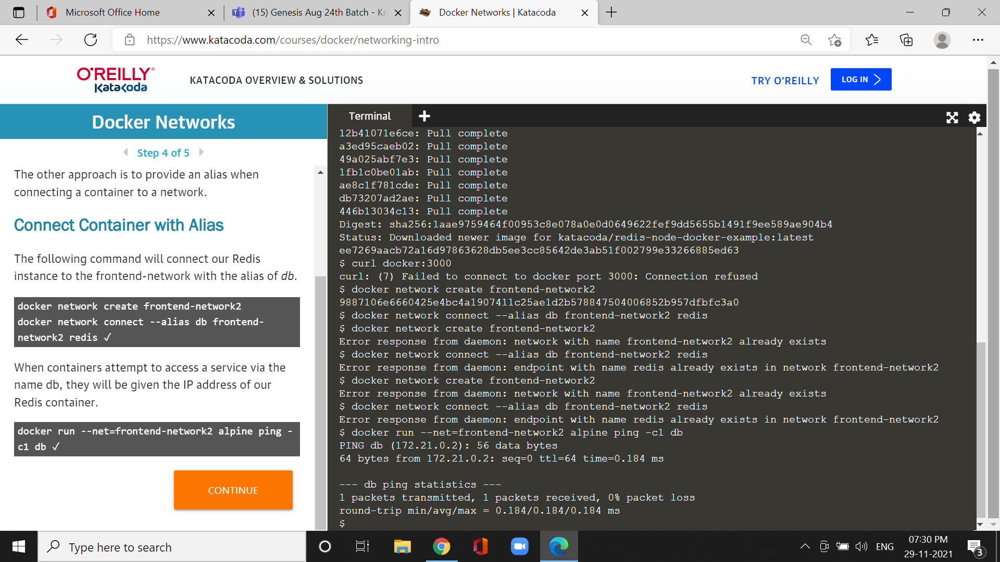 Microsoft Office Home
(15) Genesis Aug 24th Batch - Kn
Docker Networks | Katacoda
https://www.katacoda.com/courses/docker/networking-intro
O'REILLY®
Katacoda
KATACODA OVERVIEW & SOLUTIONS
TRY O'REILLY
LOG IN
Docker Networks
Step 4 of 5
The other approach is to provide an alias when
connecting a container to a network.
Connect Container with Alias
The following command will connect our Redis
instance to the frontend-network with the alias of db.
docker network create frontend-network2
docker network connect --alias db frontend-
network2 redis ✓
When containers attempt to access a service via the
name db, they will be given the IP address of our
Redis container.
docker run --net=frontend-network2 alpine ping -
c1 db ✓
CONTINUE
Terminal
12b41071e6ce: Pull complete
a3ed95caeb02: Pull complete
49a025abf7e3: Pull complete
1fb1c0be01ab: Pull complete
ae8c1f781cde: Pull complete
db73207ad2ae: Pull complete
446b13034c13: Pull complete
Digest: sha256:1aae9759464f00953c8e078a0e0d0649622fef9dd5655b1491f9ee589ae904b4
Status: Downloaded newer image for katacoda/redis-node-docker-example:latest
ee7269aacb72a16d97863628db5ee3cc85642de3ab51f002799e33266885ed63
$ curl docker:3000
curl: (7) Failed to connect to docker port 3000: Connection refused
$ docker network create frontend-network2
9887106e6660425e4bc4a1907411c25ae1d2b578847504006852b957dfbfc3a0
$ docker network connect --alias db frontend-network2 redis
$ docker network create frontend-network2
Error response from daemon: network with name frontend-network2 already exists
$ docker network connect --alias db frontend-network2 redis
Error response from daemon: endpoint with name redis already exists in network frontend-network2
$ docker network create frontend-network2
Error response from daemon: network with name frontend-network2 already exists
$ docker network connect --alias db frontend-network2 redis
Error response from daemon: endpoint with name redis already exists in network frontend-network2
$ docker run --net=frontend-network2 alpine ping -c1 db
PING db (172.21.0.2): 56 data bytes
64 bytes from 172.21.0.2: seq=0 ttl=64 time=0.184 ms
--- db ping statistics ---
1 packets transmitted, 1 packets received, 0% packet loss
round-trip min/avg/max = 0.184/0.184/0.184 ms
$
Type here to search
ENG
07:30 PM
29-11-2021
3